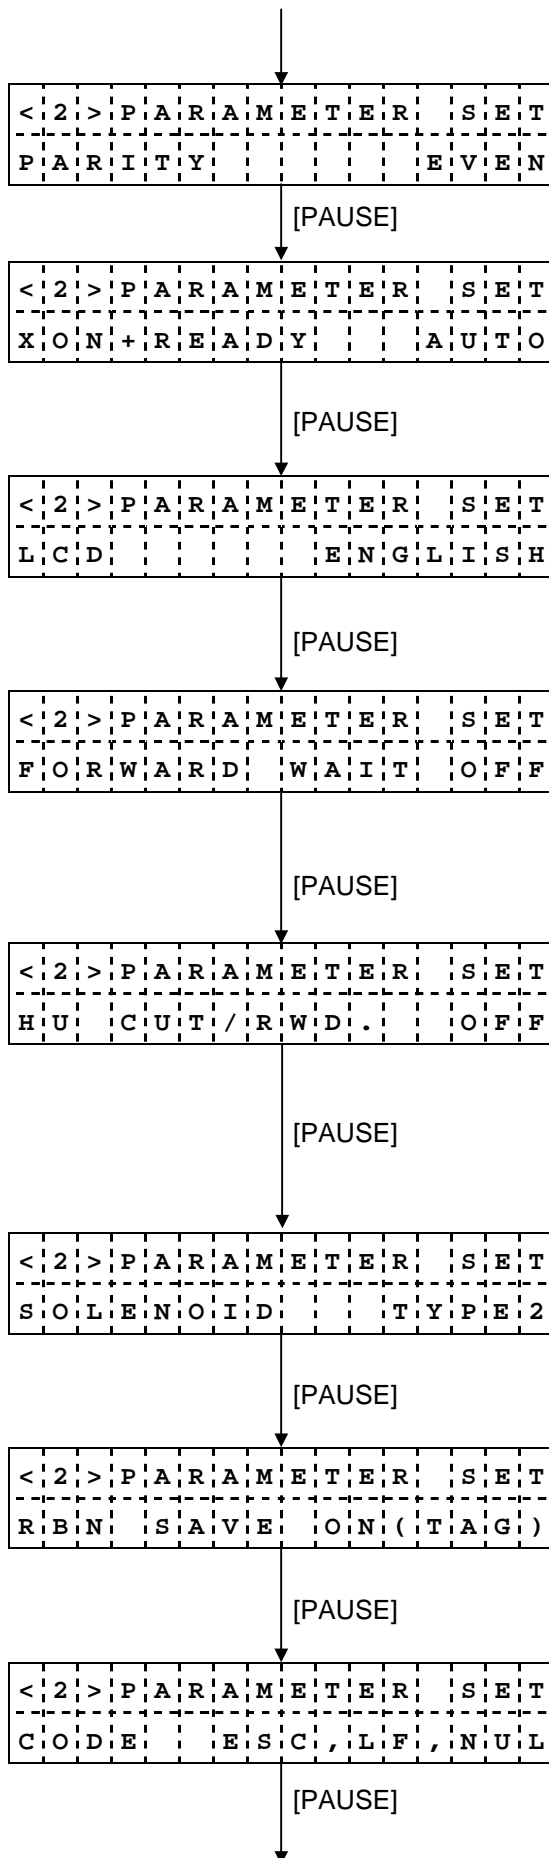 <2>PARAMETER SET
PARITY EVEN
[PAUSE]
<2>PARAMETER SET
XON+READY AUTO
[PAUSE]
<2>PARAMETER SET
LCD ENGLISH
[PAUSE]
<2>PARAMETER SET
FORWARD WAIT OFF
[PAUSE]
<2>PARAMETER SET
HU CUT/RWD. OFF
[PAUSE]
<2>PARAMETER SET
SOLENOID TYPE2
[PAUSE]
<2>PARAMETER SET
RBN SAVE ON(TAG)
[PAUSE]
<2>PARAMETER SET
CODE ESC,LF,NUL
[PAUSE]